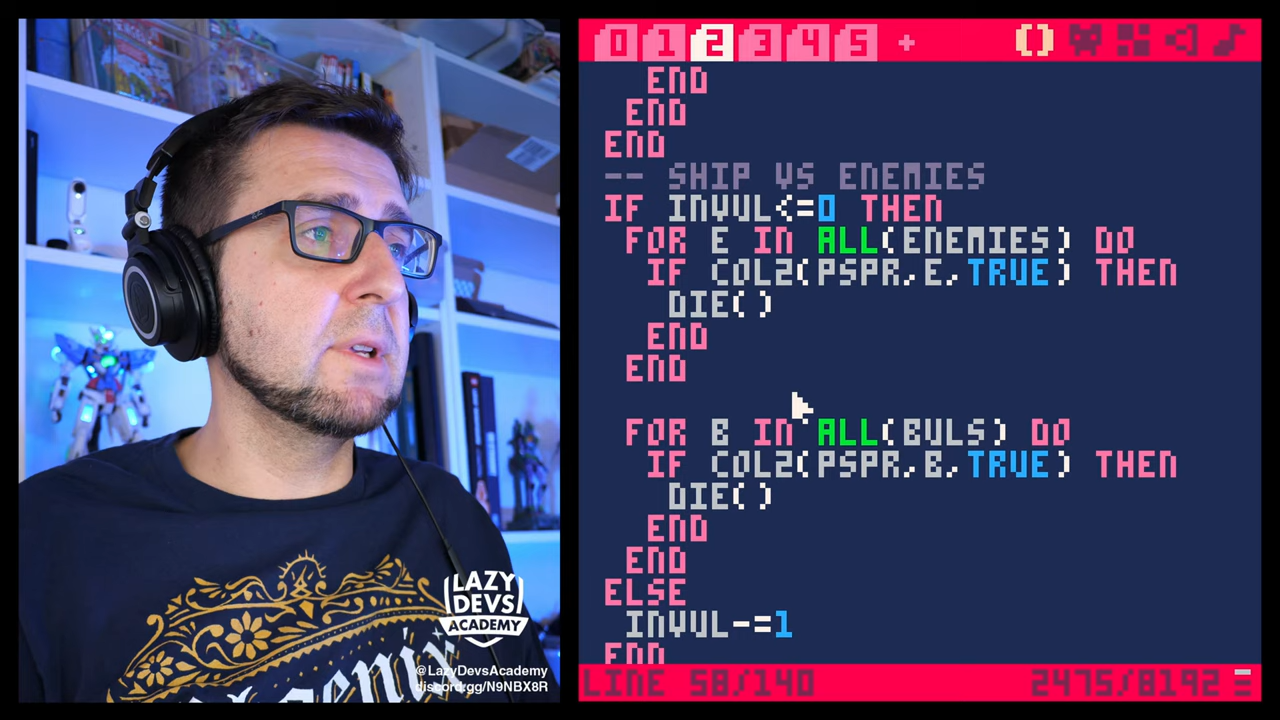 0 1 2 3 4 5 +
END
END
END
-- SHIP VS ENEMIES
IF INVUL<=0 THEN
FOR E IN ALL(ENEMIES) DO
IF COL2(PSPR,E,TRUE) THEN
DIE()
END
END
FOR B IN ALL(BULS) DO
IF COL2(PSPR,B,TRUE) THEN
DIE()
END
END
ELSE
INVUL-=1
END
LINE 58/140
2475/8192
LAZY
DEVS
ACADEMY
@LazyDevsAcademy
discord.gg/N9NBX8R